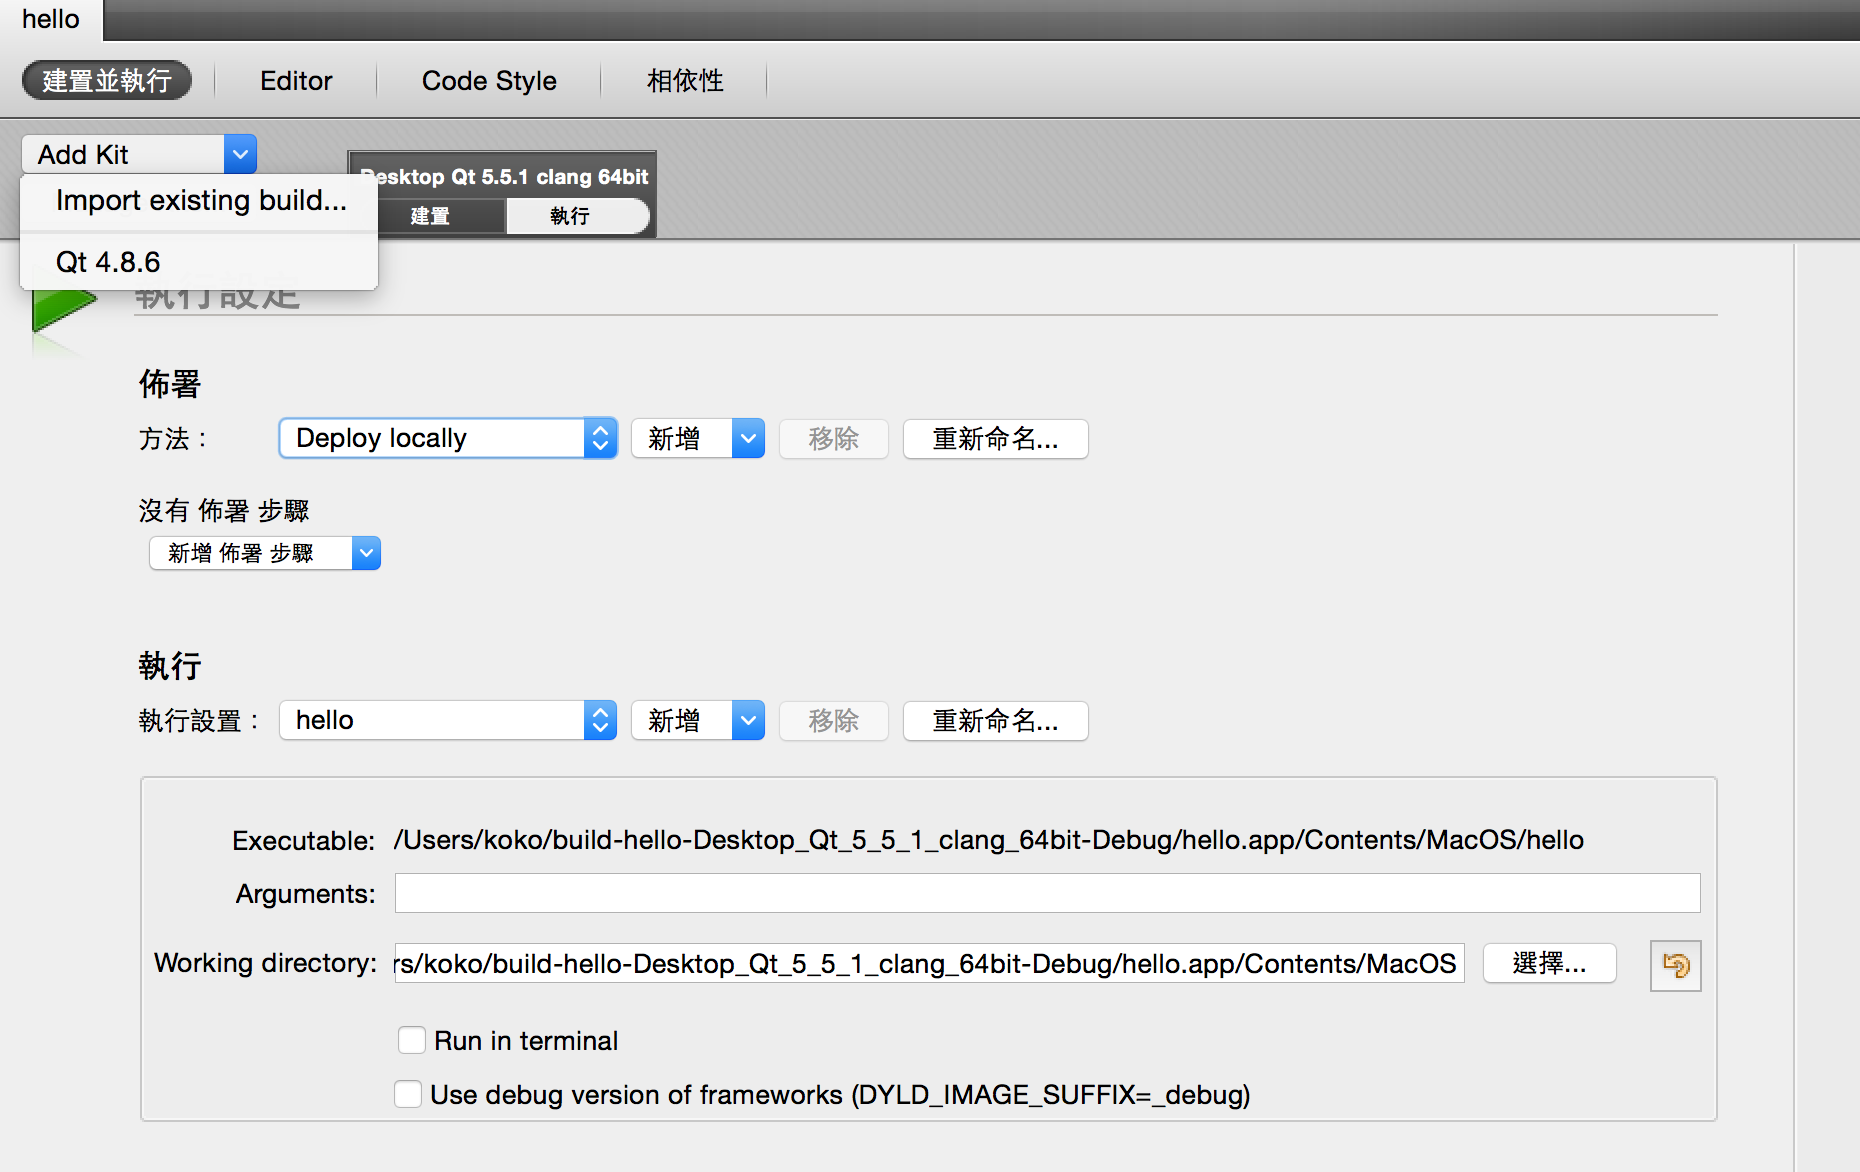 hello
建置並執行 Editor Code Style 相依性
Add Kit
Import existing build...
Qt 4.8.6
Desktop Qt 5.5.1 clang 64bit
建置 執行
執行設定
佈署
方法： Deploy locally 新增 移除 重新命名...
沒有 佈署 步驟
新增 佈署 步驟
執行
執行設置： hello 新增 移除 重新命名...
Executable: /Users/koko/build-hello-Desktop_Qt_5_5_1_clang_64bit-Debug/hello.app/Contents/MacOS/hello
Arguments:
Working directory: rs/koko/build-hello-Desktop_Qt_5_5_1_clang_64bit-Debug/hello.app/Contents/MacOS 選擇...
Run in terminal
Use debug version of frameworks (DYLD_IMAGE_SUFFIX=_debug)